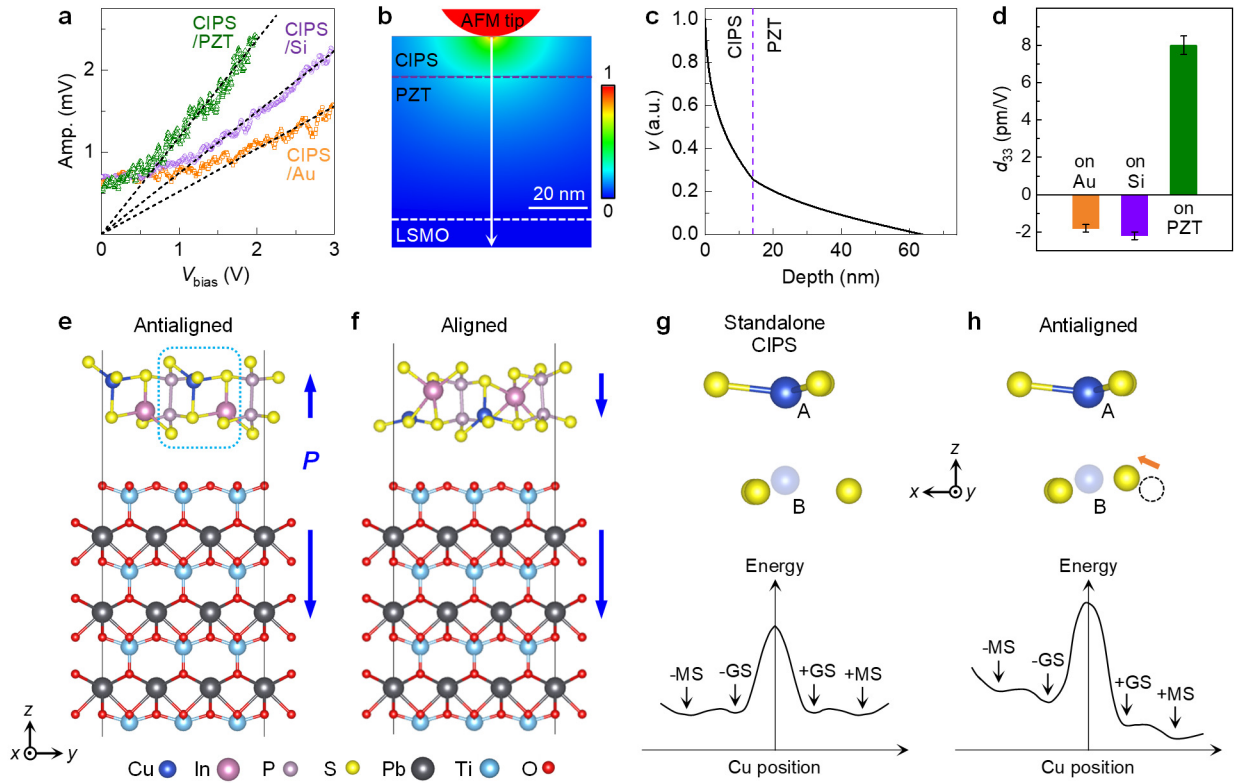 a
CIPS
/PZT
CIPS
/Si
CIPS
/Au
2
1
Amp. (mV)
0
1
2
3
V_bias (V)
b
AFM tip
CIPS
PZT
20 nm
LSMO
1
0
c
CIPS
PZT
1.0
0.8
0.6
0.4
0.2
0.0
v (a.u.)
0
20
40
60
Depth (nm)
d
8
6
4
2
0
-2
d₃₃ (pm/V)
on
Au
on
Si
on
PZT
e
Antialigned
P
z
x
y
f
Aligned
Cu
In
P
S
Pb
Ti
O
g
Standalone
CIPS
A
B
z
x
y
Energy
-MS
-GS
+GS
+MS
Cu position
h
Antialigned
A
B
Energy
-MS
-GS
+GS
+MS
Cu position